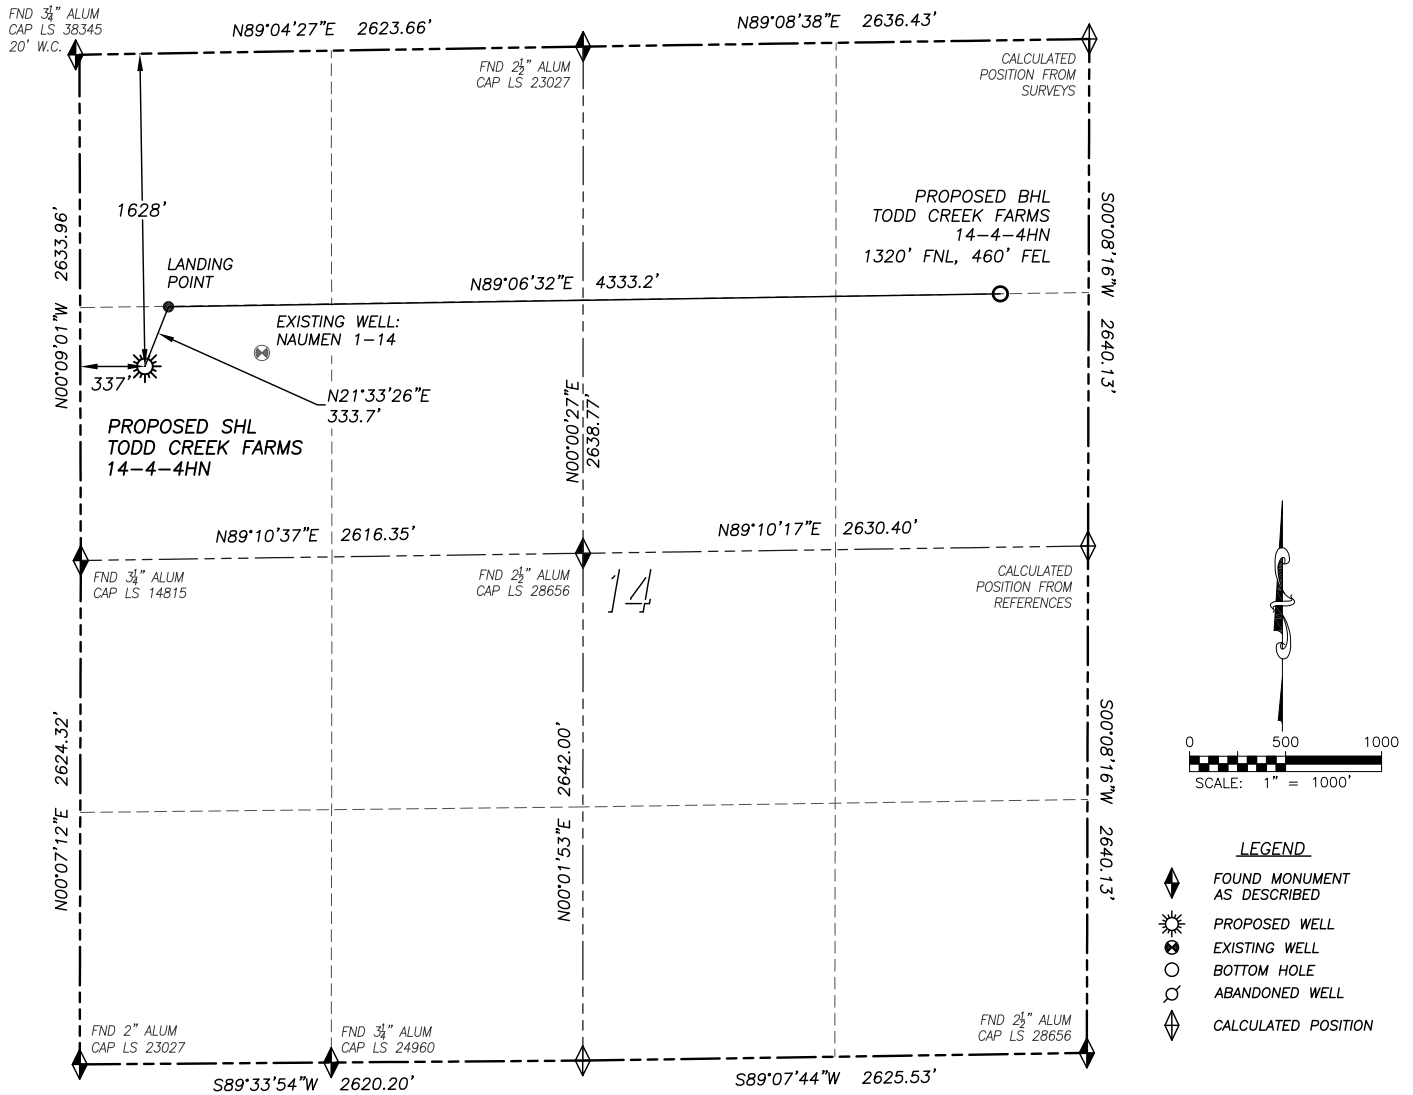 FND 3¼" ALUM
CAP LS 38345
20' W.C.
N89°04'27"E 2623.66'
N89°08'38"E 2636.43'
FND 2½" ALUM
CAP LS 23027
CALCULATED
POSITION FROM
SURVEYS
1628'
N00°09'01"W 2633.96'
LANDING
POINT
PROPOSED BHL
TODD CREEK FARMS
14-4-4HN
1320' FNL, 460' FEL
S00°08'16"W 2640.13'
N89°06'32"E 4333.2'
EXISTING WELL:
NAUMEN 1-14
337'
N21°33'26"E
333.7'
PROPOSED SHL
TODD CREEK FARMS
14-4-4HN
N00°00'27"E
2638.77'
N89°10'37"E 2616.35'
N89°10'17"E 2630.40'
FND 3¼" ALUM
CAP LS 14815
FND 2½" ALUM
CAP LS 28656
14
CALCULATED
POSITION FROM
REFERENCES
N00°07'12"E 2624.32'
N00°01'53"E 2642.00'
S00°08'16"W 2640.13'
0 500 1000
SCALE: 1" = 1000'
LEGEND
FOUND MONUMENT
AS DESCRIBED
PROPOSED WELL
EXISTING WELL
BOTTOM HOLE
ABANDONED WELL
CALCULATED POSITION
FND 2" ALUM
CAP LS 23027
FND 3¼" ALUM
CAP LS 24960
FND 2½" ALUM
CAP LS 28656
S89°33'54"W 2620.20'
S89°07'44"W 2625.53'